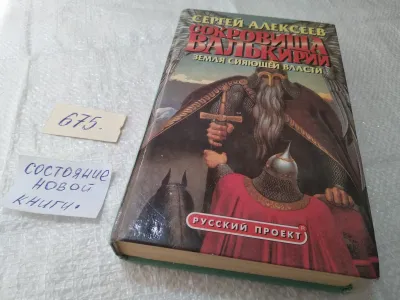 СЕРГЕЙ АЛЕКСЕЕВ
СОКРОВИЩА
ВАЛЬКИРИИ
ЗЕМЛЯ СИЯЮЩЕЙ ВЛАСТИ
РУССКИЙ ПРОЕКТ
675.
СОСТОЯНИЕ
НОВОЙ
КНИГИ.